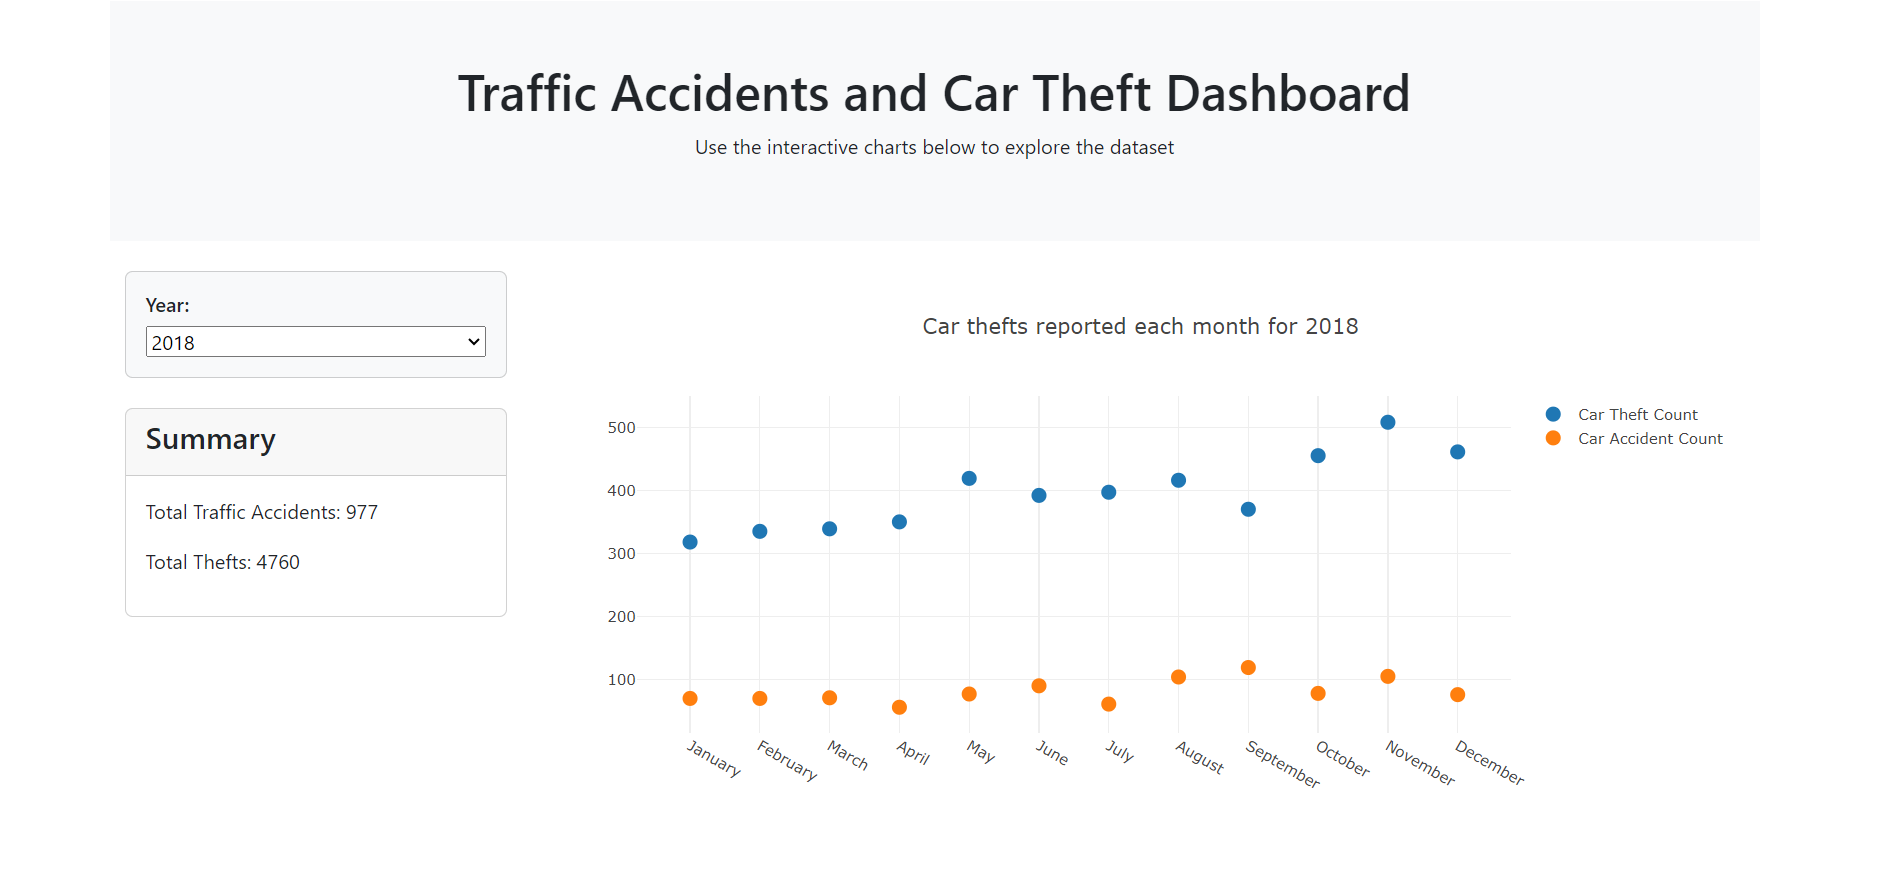 Traffic Accidents and Car Theft Dashboard
Use the interactive charts below to explore the dataset
Year:
2018
Summary
Total Traffic Accidents: 977
Total Thefts: 4760
Car thefts reported each month for 2018
Car Theft Count
Car Accident Count
500
400
300
200
100
January
February
March
April
May
June
July
August
September
October
November
December